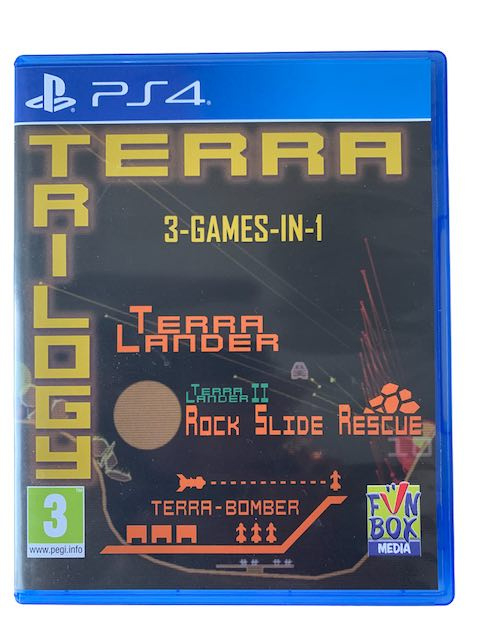 PS4
TERRA
TRILOGY
3-GAMES-IN-1
TERRA
LANDER
TERRA
LANDER II
ROCK SLIDE RESCUE
TERRA-BOMBER
3
www.pegi.info
FUN
BOX
MEDIA